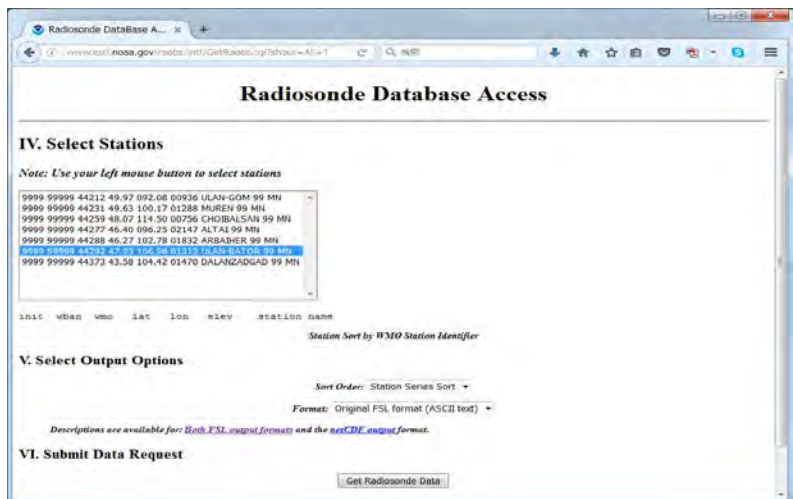 Radiosonde DataBase A...
Radiosonde Database Access
IV. Select Stations
Note: Use your left mouse button to select stations
9999 99999 44212 49.97 092.08 00936 ULAN-GOM 99 MN
9999 99999 44231 49.63 100.17 01288 MUREN 99 MN
9999 99999 44259 48.07 114.50 00756 CHOIBALSAN 99 MN
9999 99999 44277 46.40 096.25 02147 ALTAI 99 MN
9999 99999 44288 46.27 102.78 01832 ARBAIHER 99 MN
9999 99999 44292 ULAN-BATOR 99 MN
9999 99999 44373 43.58 104.42 01470 DALANZADGAD 99 MN
init wban wmo lat lon elev station name
Station Sort by WMO Station Identifier
V. Select Output Options
Sort Order: Station Series Sort
Format: Original FSL format (ASCII text)
Descriptions are available for: Both FSL output formats and the netCDF output format.
VI. Submit Data Request
Get Radiosonde Data